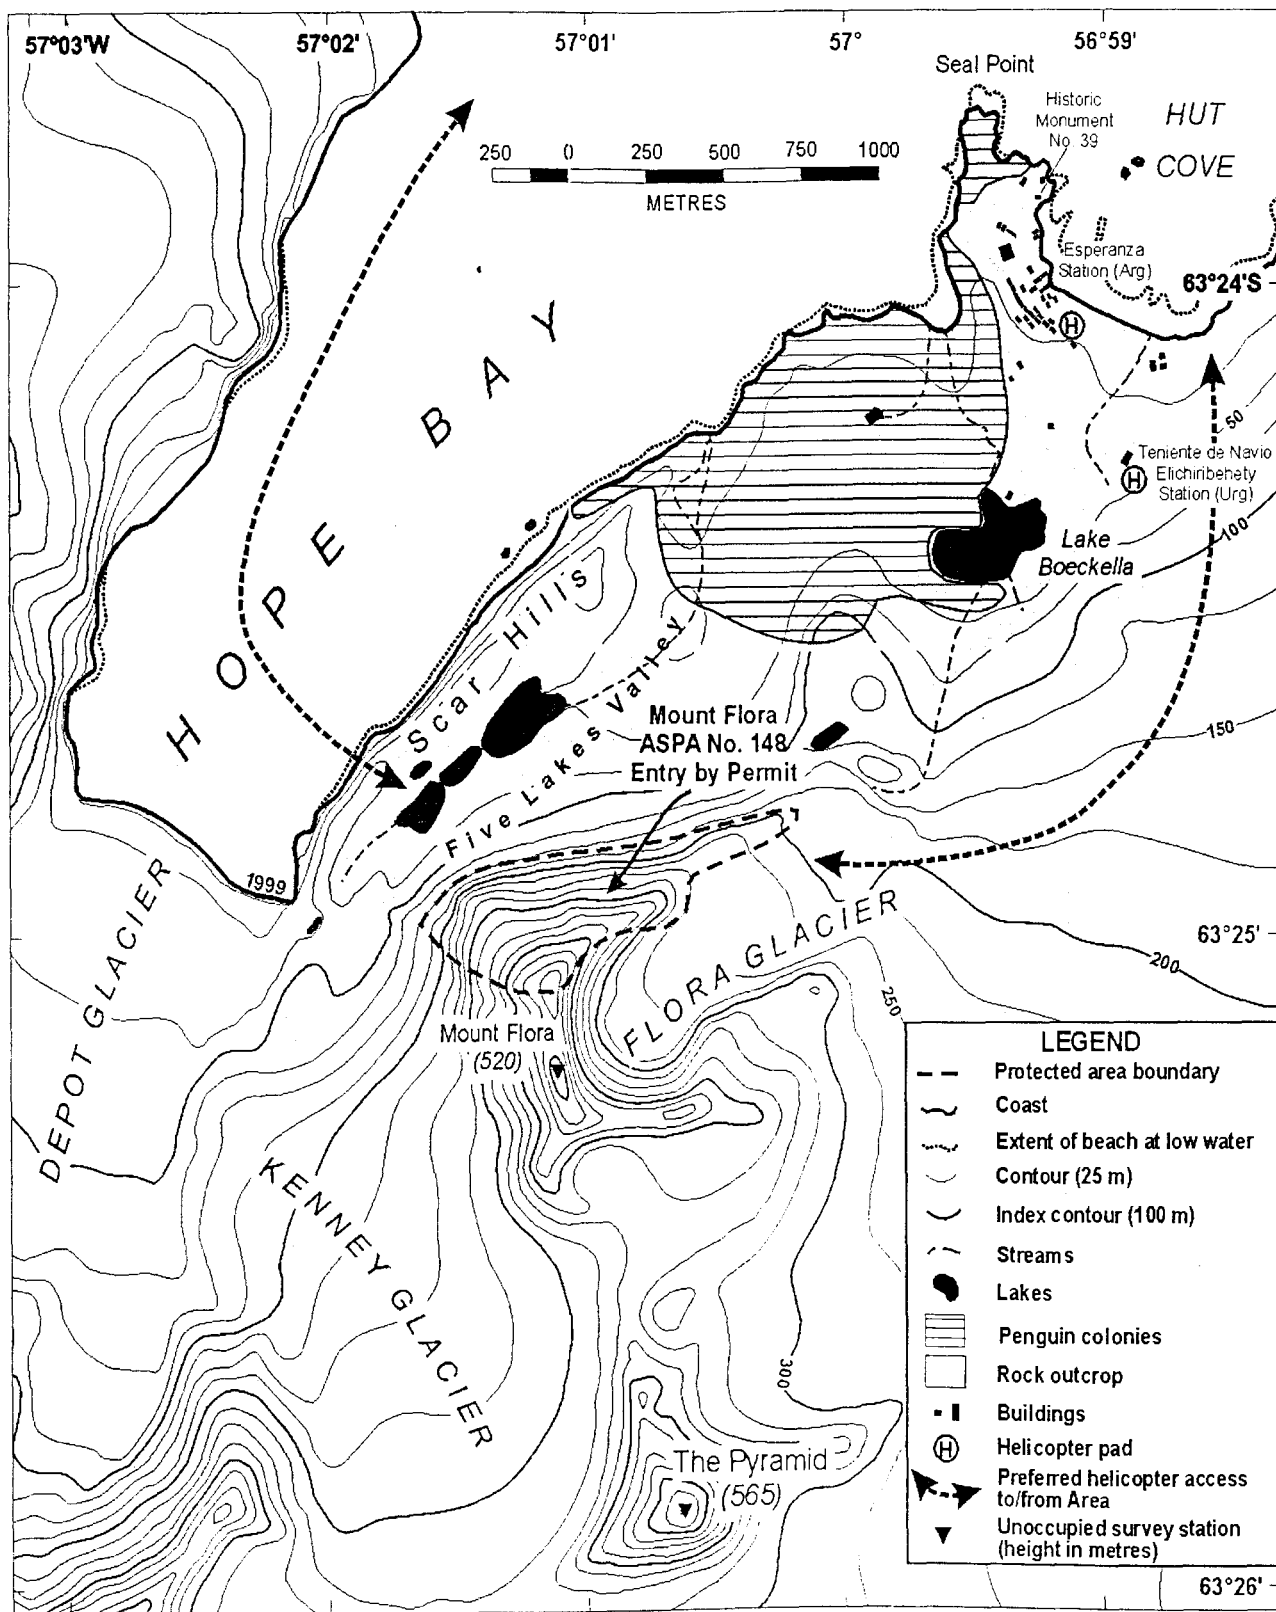 57°03'W
57°02'
57°01'
57°
56°59'
Seal Point
Historic
Monument
No. 39
HUT
COVE
250 0 250 500 750 1000
METRES
Esperanza
Station (Arg)
63°24'S
H
HOPE BAY
50
Teniente de Navio
Elichiribehety
Station (Urg)
H
100
Lake
Boeckella
Scar Hills
Five Lakes Valley
Mount Flora
ASPA No. 148
Entry by Permit
150
1999
DEPOT GLACIER
FLORA GLACIER
63°25'
200
250
Mount Flora
(520)
KENNEY GLACIER
300
The Pyramid
(565)
LEGEND
Protected area boundary
Coast
Extent of beach at low water
Contour (25 m)
Index contour (100 m)
Streams
Lakes
Penguin colonies
Rock outcrop
Buildings
H
Helicopter pad
Preferred helicopter access
to/from Area
Unoccupied survey station
(height in metres)
63°26'